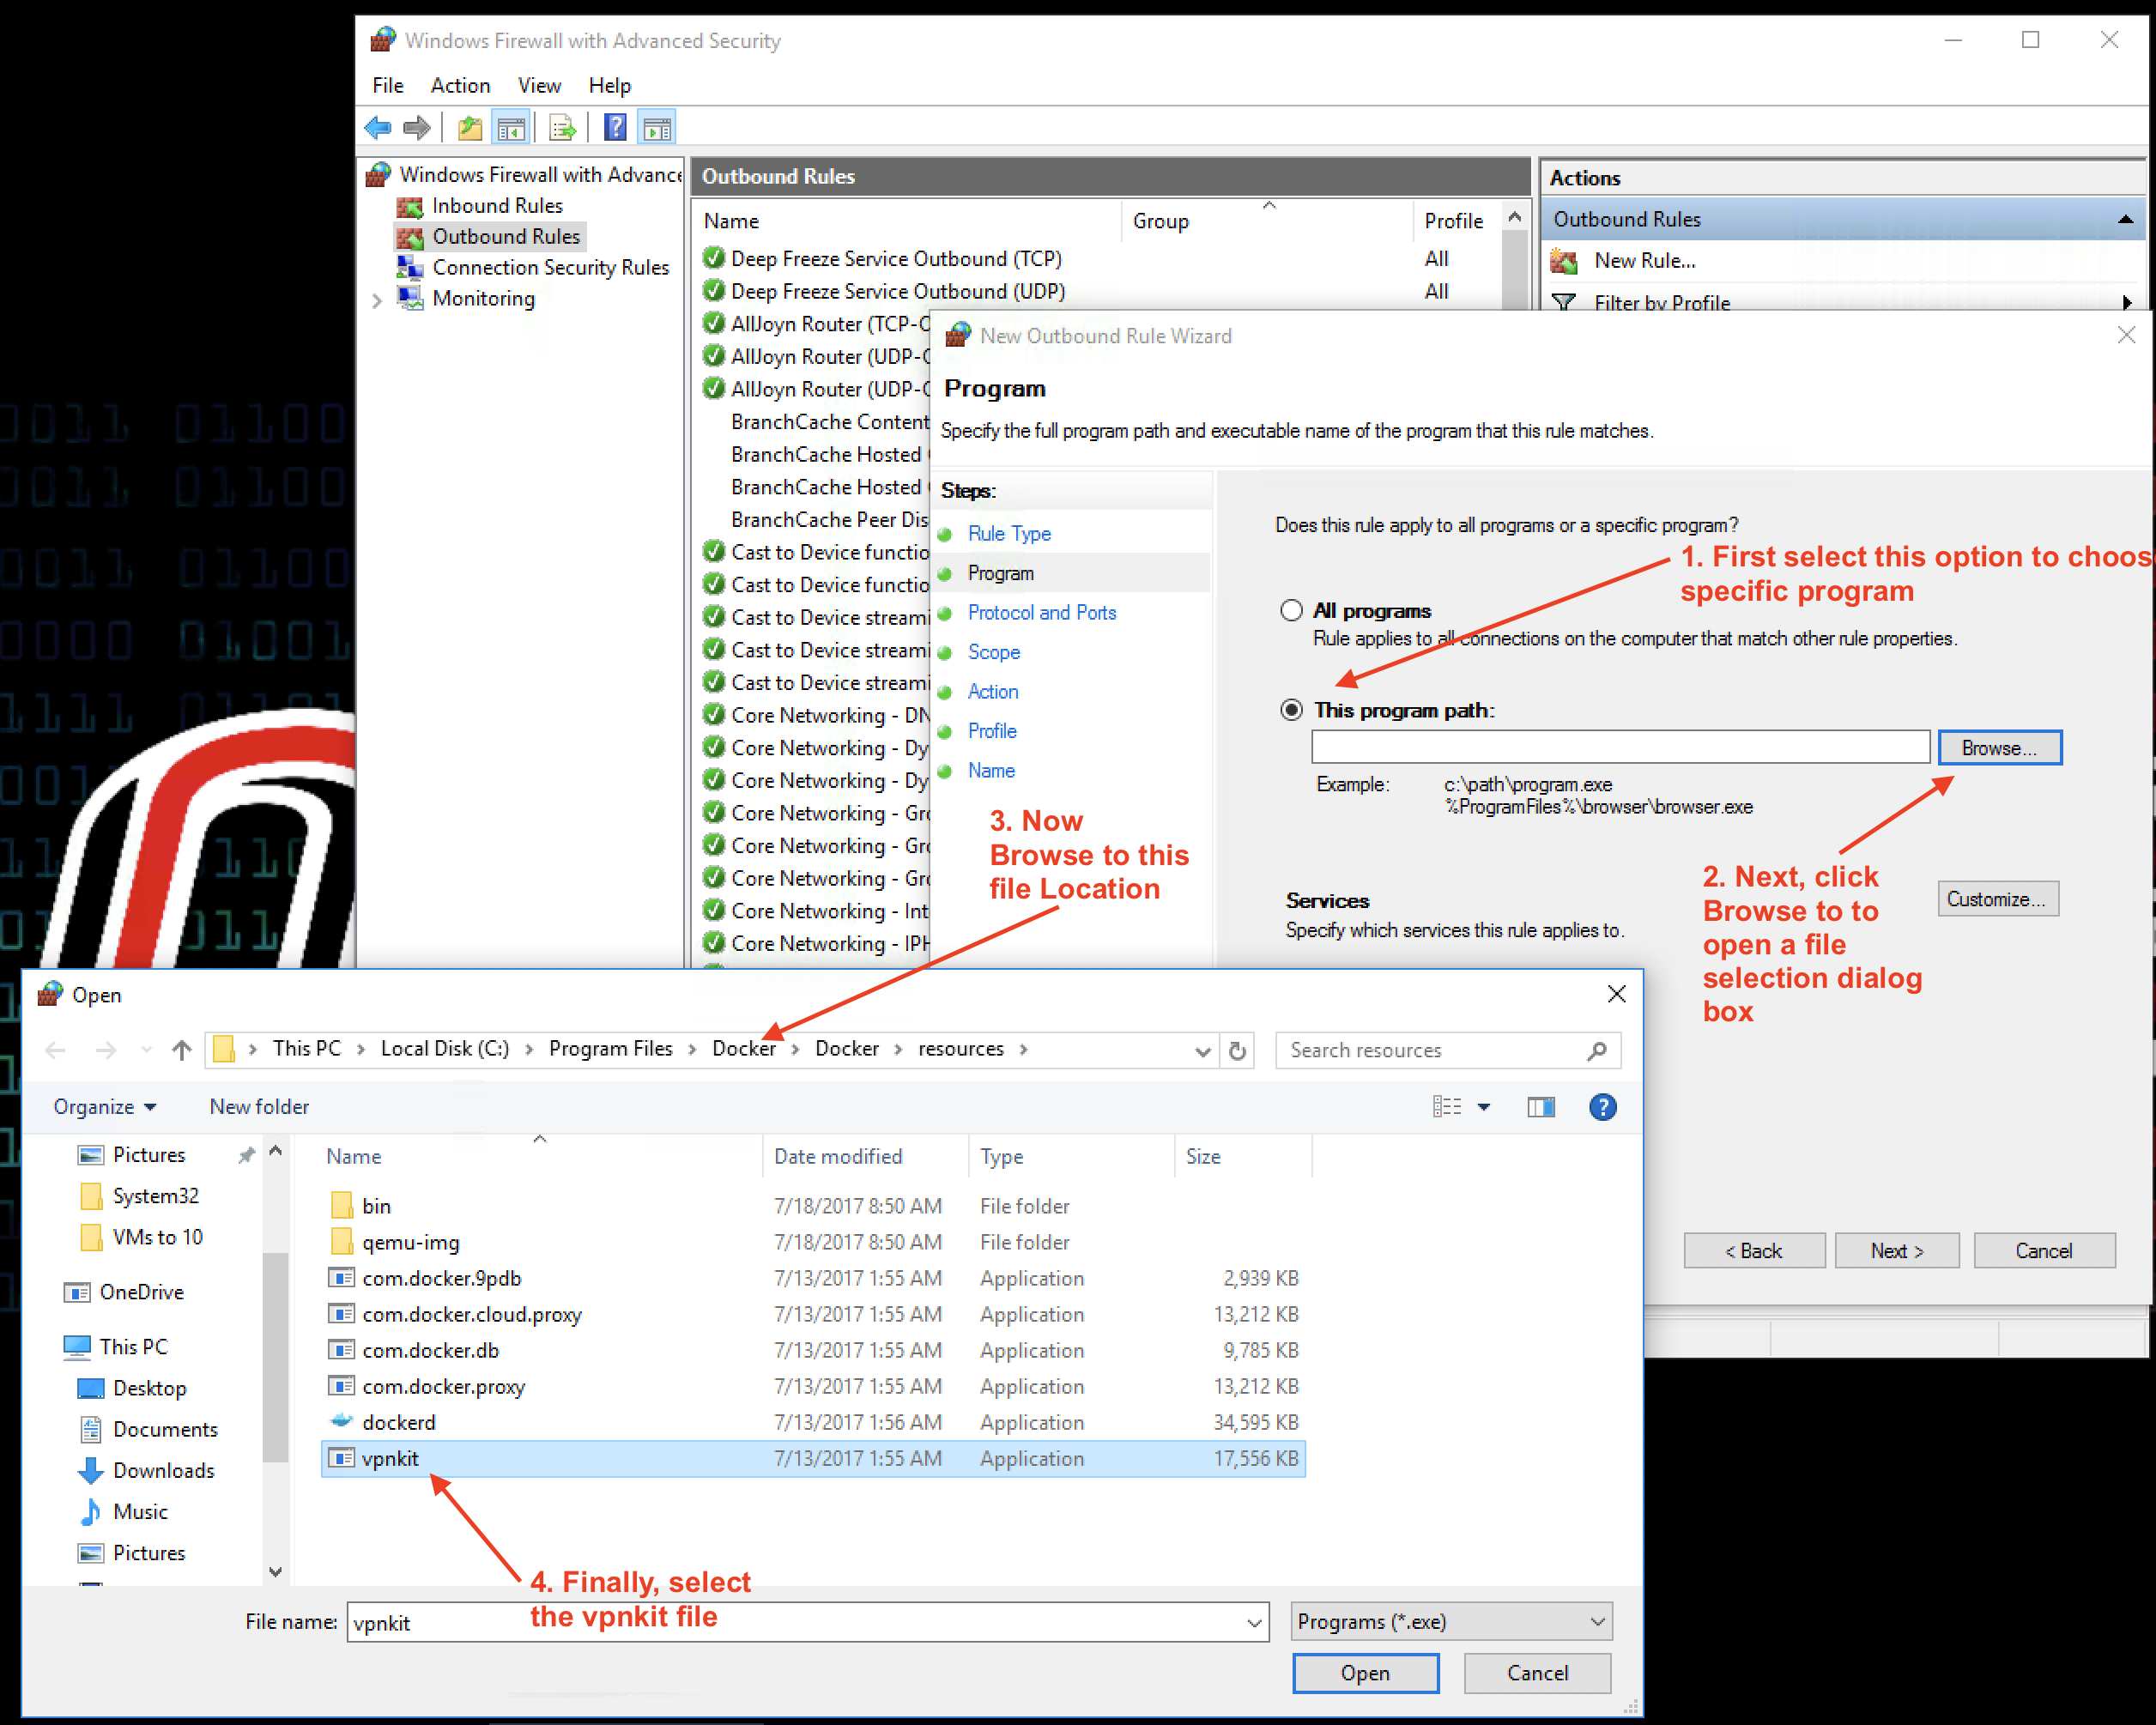 Windows Firewall with Advanced Security
File Action View Help
Windows Firewall with Advance
Inbound Rules
Outbound Rules
Connection Security Rules
Monitoring
Outbound Rules
Name Group Profile
Deep Freeze Service Outbound (TCP) All
Deep Freeze Service Outbound (UDP) All
AllJoyn Router (TCP-O
AllJoyn Router (UDP-O
AllJoyn Router (UDP-O
BranchCache Content
BranchCache Hosted
BranchCache Hosted
BranchCache Peer Dis
Cast to Device functio
Cast to Device functio
Cast to Device streami
Cast to Device streami
Cast to Device streami
Core Networking - DN
Core Networking - Dy
Core Networking - Dy
Core Networking - Gro
Core Networking - Gro
Core Networking - Gro
Core Networking - Int
Core Networking - IPH
Actions
Outbound Rules
New Rule...
Filter by Profile
New Outbound Rule Wizard
Program
Specify the full program path and executable name of the program that this rule matches.
Steps:
Rule Type
Program
Protocol and Ports
Scope
Action
Profile
Name
Does this rule apply to all programs or a specific program?
1. First select this option to choos
specific program
All programs
Rule applies to all connections on the computer that match other rule properties.
This program path:
Browse...
Example: c:\path\program.exe
%ProgramFiles%\browser\browser.exe
3. Now
Browse to this
file Location
2. Next, click
Browse to to
open a file
selection dialog
box
Services
Specify which services this rule applies to.
Customize...
< Back Next > Cancel
Open
This PC > Local Disk (C:) > Program Files > Docker > Docker > resources >
Search resources
Organize New folder
Pictures
System32
VMs to 10
OneDrive
This PC
Desktop
Documents
Downloads
Music
Pictures
Name Date modified Type Size
bin 7/18/2017 8:50 AM File folder
qemu-img 7/18/2017 8:50 AM File folder
com.docker.9pdb 7/13/2017 1:55 AM Application 2,939 KB
com.docker.cloud.proxy 7/13/2017 1:55 AM Application 13,212 KB
com.docker.db 7/13/2017 1:55 AM Application 9,785 KB
com.docker.proxy 7/13/2017 1:55 AM Application 13,212 KB
dockerd 7/13/2017 1:56 AM Application 34,595 KB
vpnkit 7/13/2017 1:55 AM Application 17,556 KB
4. Finally, select
the vpnkit file
File name: vpnkit
Programs (*.exe)
Open Cancel